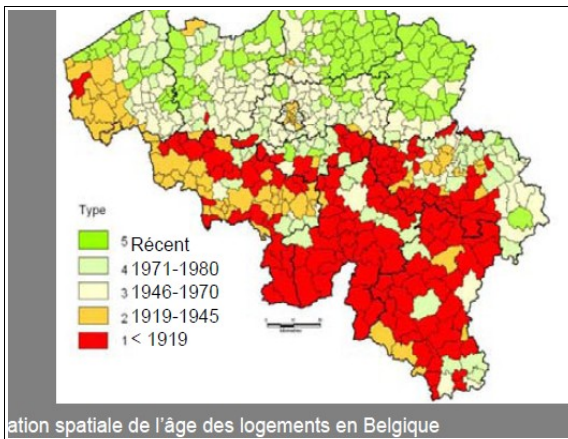 Type
5 Récent
4 1971-1980
3 1946-1970
2 1919-1945
1 < 1919
ation spatiale de l'âge des logements en Belgique